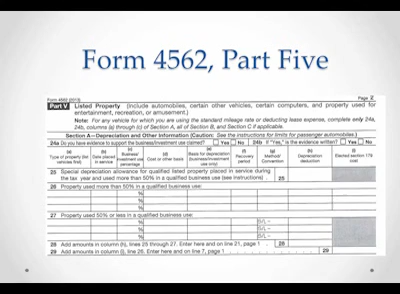 Form 4562, Part Five
Form 4562 (2013) Page 2
Part V Listed Property (Include automobiles, certain other vehicles, certain computers, and property used for
entertainment, recreation, or amusement.)
Note: For any vehicle for which you are using the standard mileage rate or deducting lease expense, complete only 24a,
24b, columns (a) through (c) of Section A, all of Section B, and Section C if applicable.
Section A—Depreciation and Other Information (Caution: See the instructions for limits for passenger automobiles.)
24a Do you have evidence to support the business/investment use claimed? Yes No 24b If "Yes," is the evidence written? Yes No
(a) Type of property (list vehicles first)
(b) Date placed in service
(c) Business/ investment use percentage
(d) Cost or other basis
(e) Basis for depreciation (business/investment use only)
(f) Recovery period
(g) Method/ Convention
(h) Depreciation deduction
(i) Elected section 179 cost
25 Special depreciation allowance for qualified listed property placed in service during
the tax year and used more than 50% in a qualified business use (see instructions) . 25
26 Property used more than 50% in a qualified business use:
%
%
%
27 Property used 50% or less in a qualified business use:
% S/L –
% S/L –
% S/L –
28 Add amounts in column (h), lines 25 through 27. Enter here and on line 21, page 1 . 28
29 Add amounts in column (i), line 26. Enter here and on line 7, page 1 . . . . . . . 29